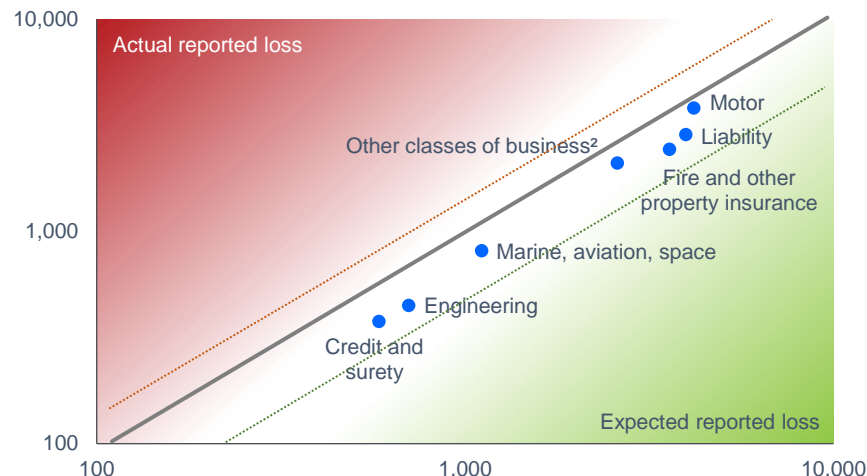 10,000
Actual reported loss
Motor
Other classes of business²
Liability
Fire and other
property insurance
1,000
Marine, aviation, space
Engineering
Credit and
surety
Expected reported loss
100
100
1,000
10,000